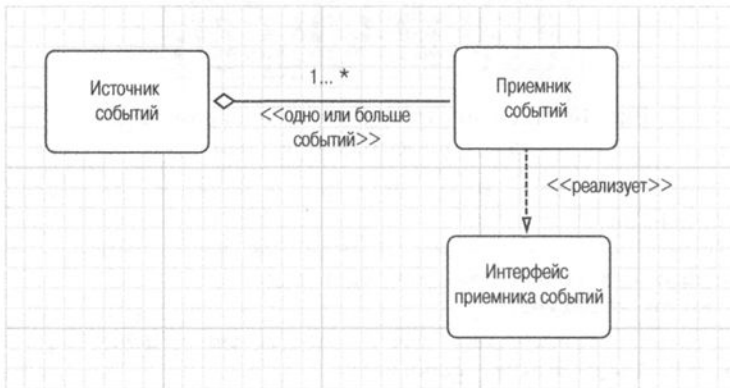 Источник
событий
1... *
<<одно или больше
событий>>
Приемник
событий
<<реализует>>
Интерфейс
приемника событий